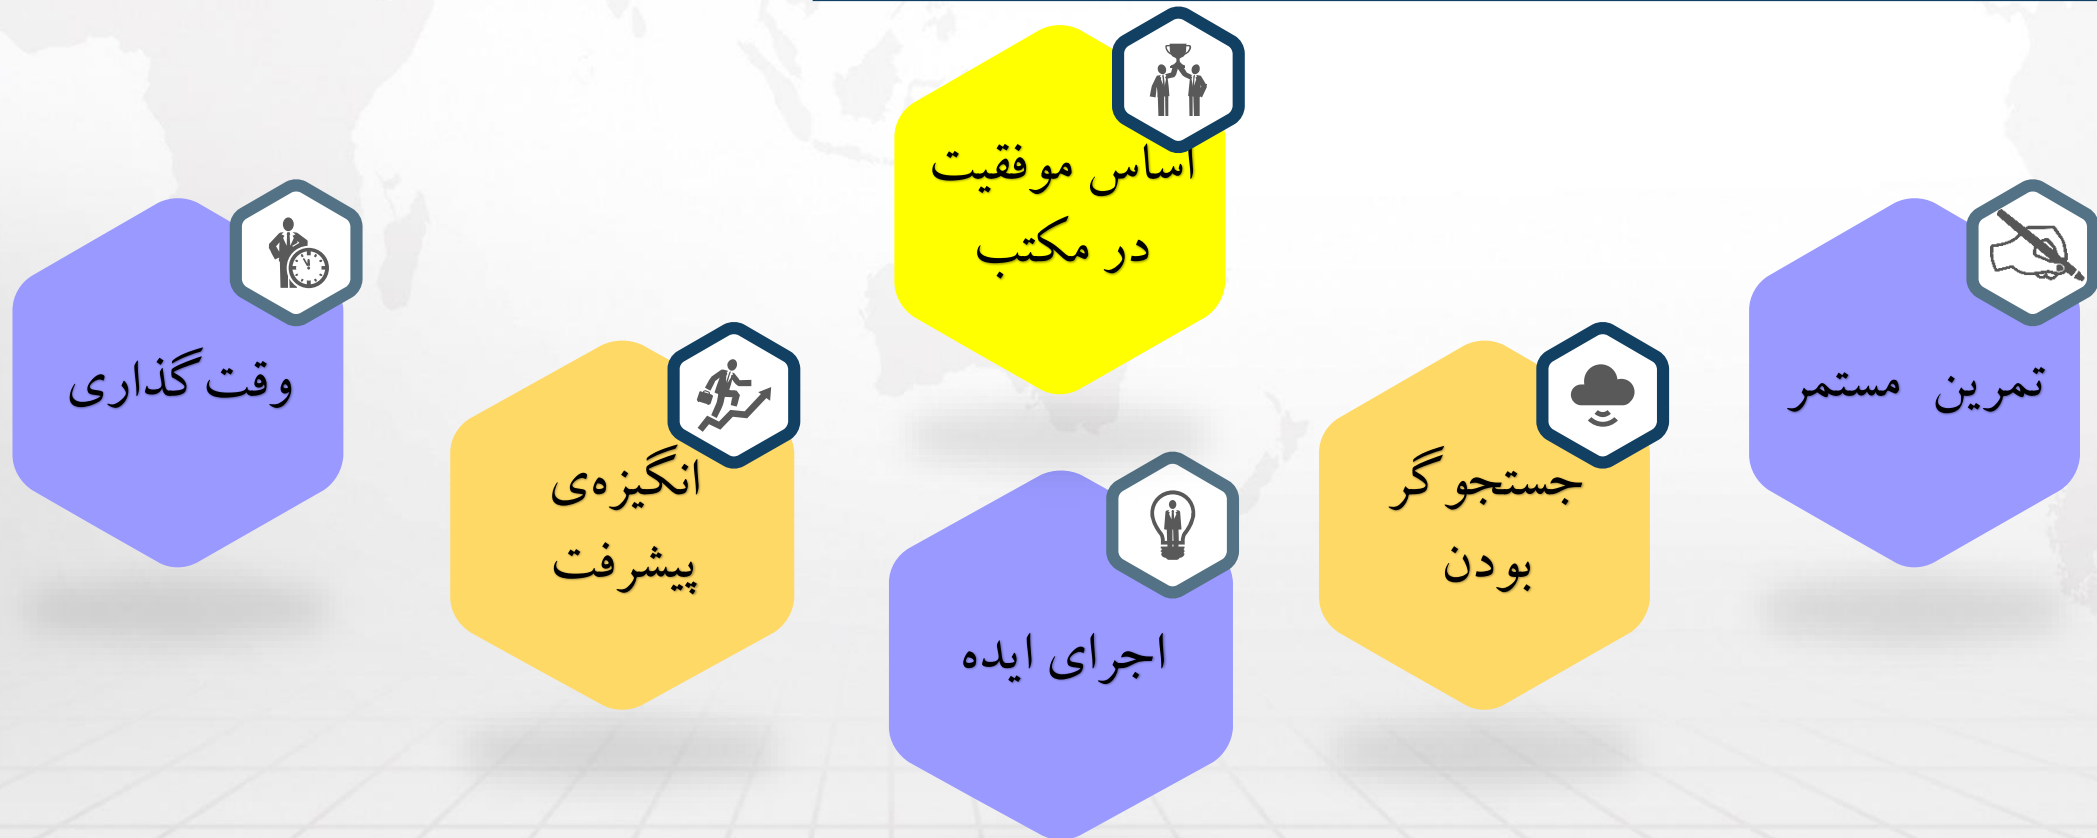 اساس موفقیت
در مکتب
تمرین مستمر
جستجو گر
بودن
اجرای ایده
انگیزه‌ی
پیشرفت
وقت گذاری